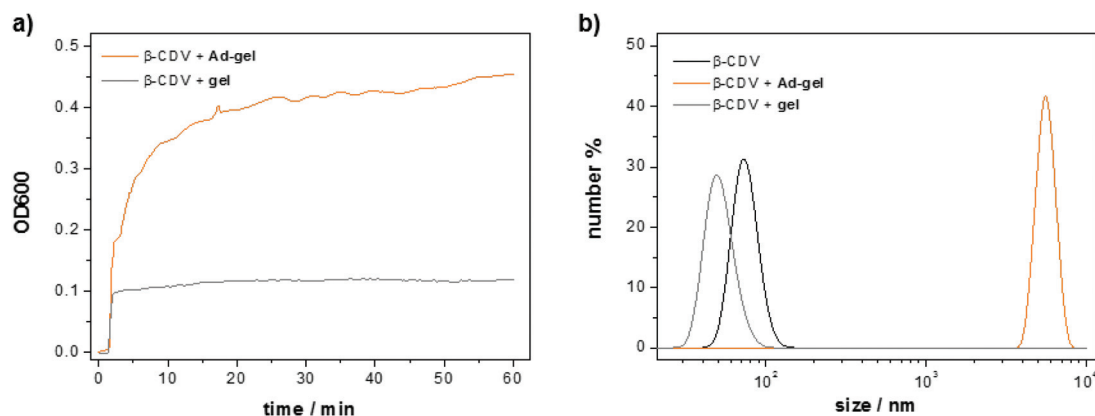 a)
0.5
β-CDV + Ad-gel
β-CDV + gel
0.4
0.3
0.2
0.1
0.0
OD600
0 10 20 30 40 50 60
time / min
b)
50
β-CDV
β-CDV + Ad-gel
β-CDV + gel
40
30
20
10
0
number %
10² 10³ 10⁴
size / nm